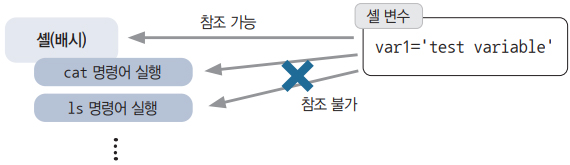 셸 변수
참조 가능
셸(배시)
var1='test variable'
cat 명령어 실행
ls 명령어 실행
참조 불가